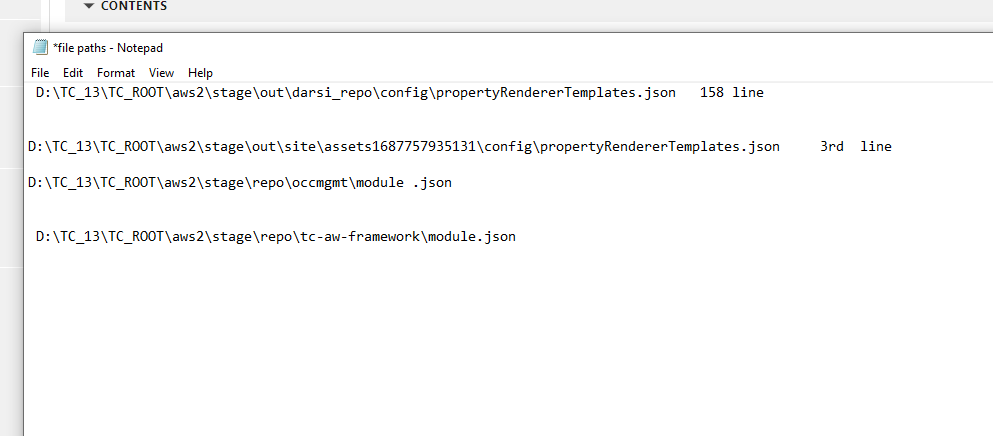 CONTENTS
*file paths - Notepad
File Edit Format View Help
D:\TC_13\TC_ROOT\aws2\stage\out\darsi_repo\config\propertyRendererTemplates.json 158 line
D:\TC_13\TC_ROOT\aws2\stage\out\site\assets1687757935131\config\propertyRendererTemplates.json 3rd line
D:\TC_13\TC_ROOT\aws2\stage\repo\occmgmt\module .json
D:\TC_13\TC_ROOT\aws2\stage\repo\tc-aw-framework\module.json